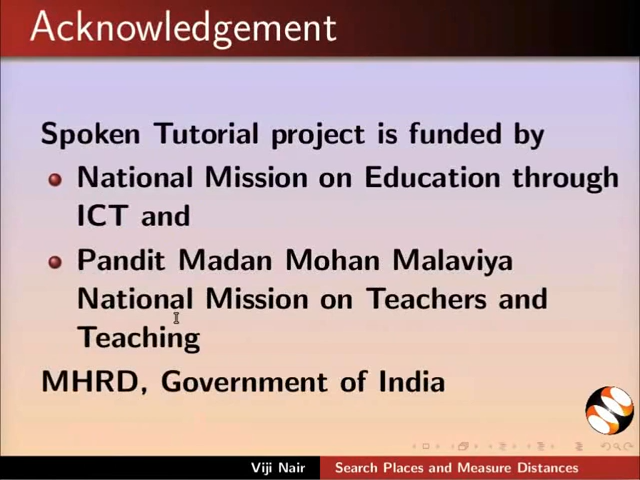 Acknowledgement
Spoken Tutorial project is funded by
National Mission on Education through
ICT and
Pandit Madan Mohan Malaviya
National Mission on Teachers and
Teaching
MHRD, Government of India
Viji Nair
Search Places and Measure Distances